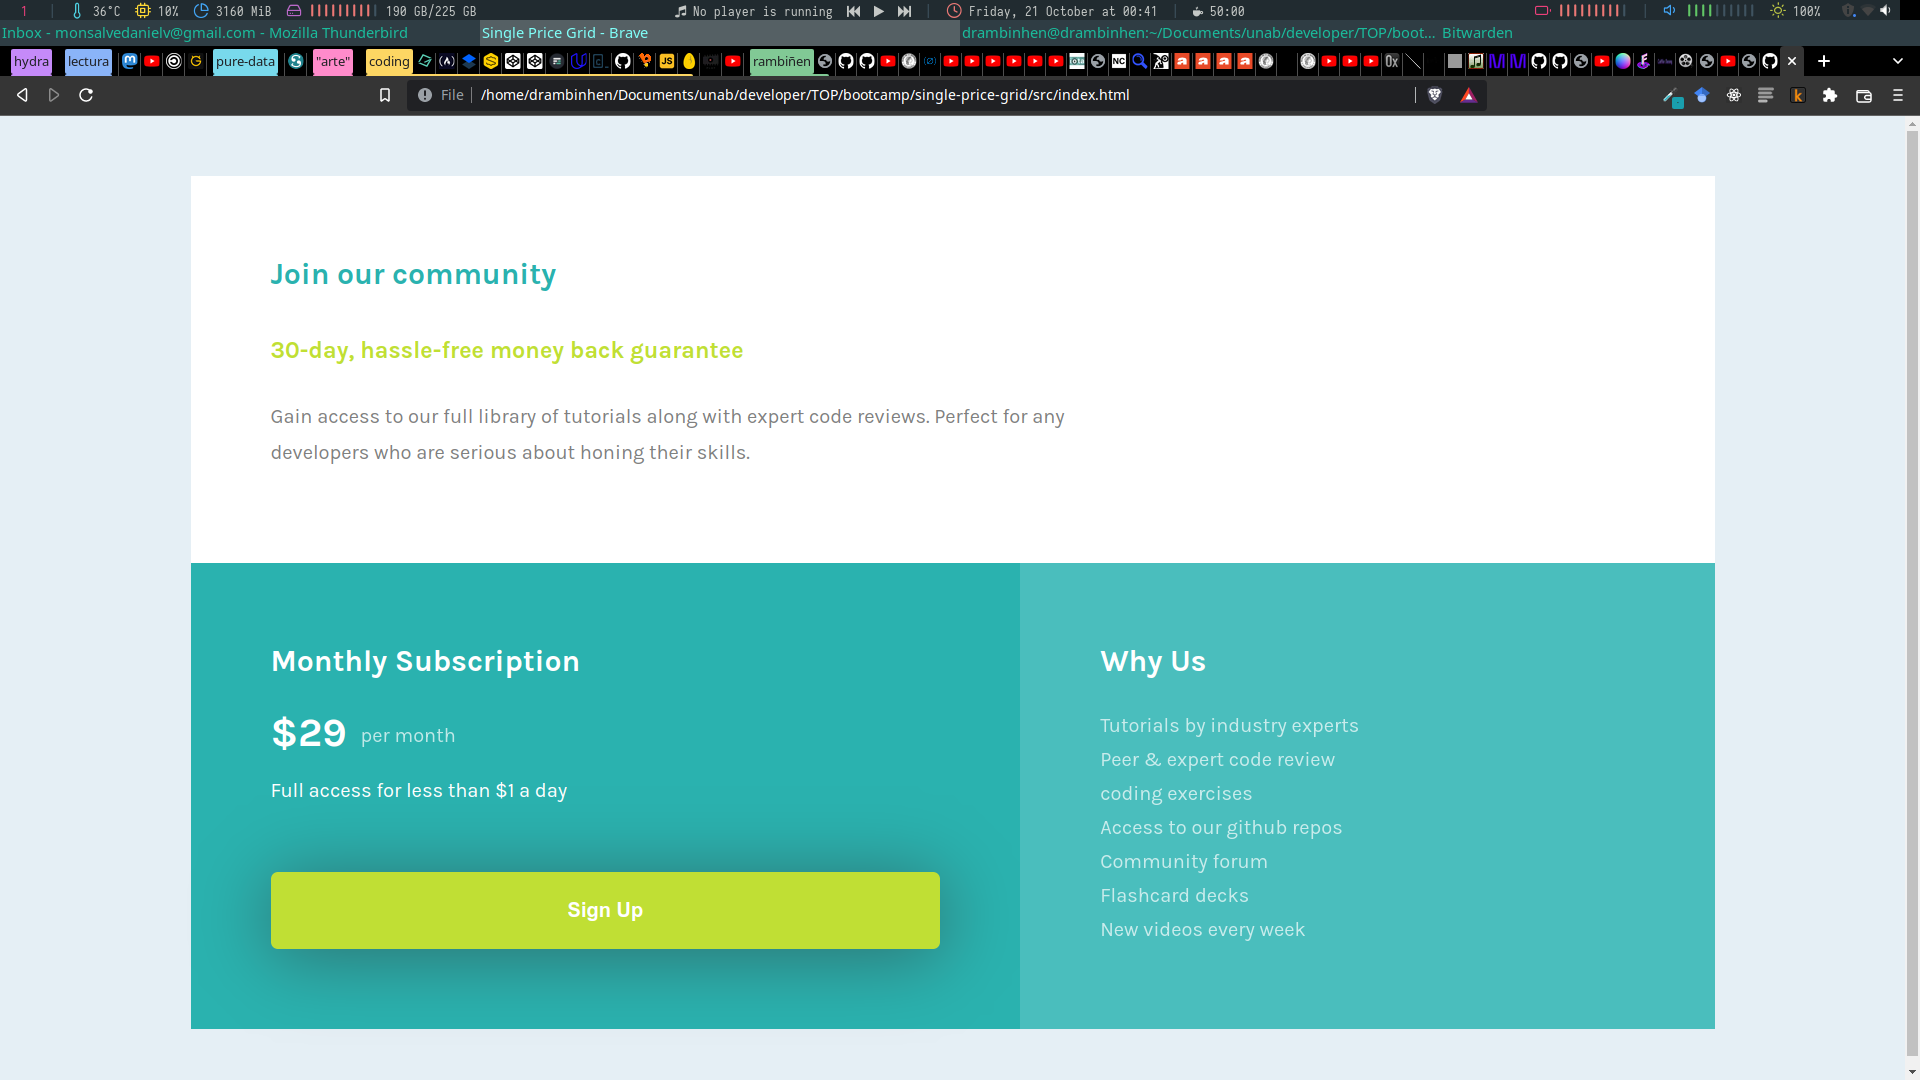 1 36°C 10% 3160 MiB 190 GB/225 GB No player is running Friday, 21 October at 00:41 50:00 100%
Inbox - monsalvedanielv@gmail.com - Mozilla Thunderbird Single Price Grid - Brave drambinhen@drambinhen:~/Documents/unab/developer/TOP/boot... Bitwarden
hydra lectura pure-data "arte" coding rambiñen
File /home/drambinhen/Documents/unab/developer/TOP/bootcamp/single-price-grid/src/index.html
Join our community
30-day, hassle-free money back guarantee
Gain access to our full library of tutorials along with expert code reviews. Perfect for any
developers who are serious about honing their skills.
Monthly Subscription
$29 per month
Full access for less than $1 a day
Sign Up
Why Us
Tutorials by industry experts
Peer & expert code review
coding exercises
Access to our github repos
Community forum
Flashcard decks
New videos every week